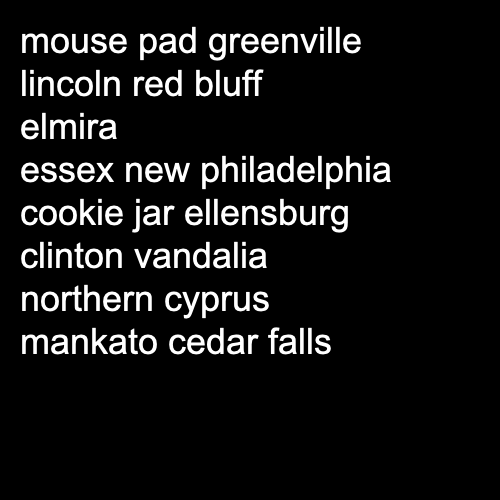 mouse pad greenville
lincoln red bluff
elmira
essex new philadelphia
cookie jar ellensburg
clinton vandalia
northern cyprus
mankato cedar falls